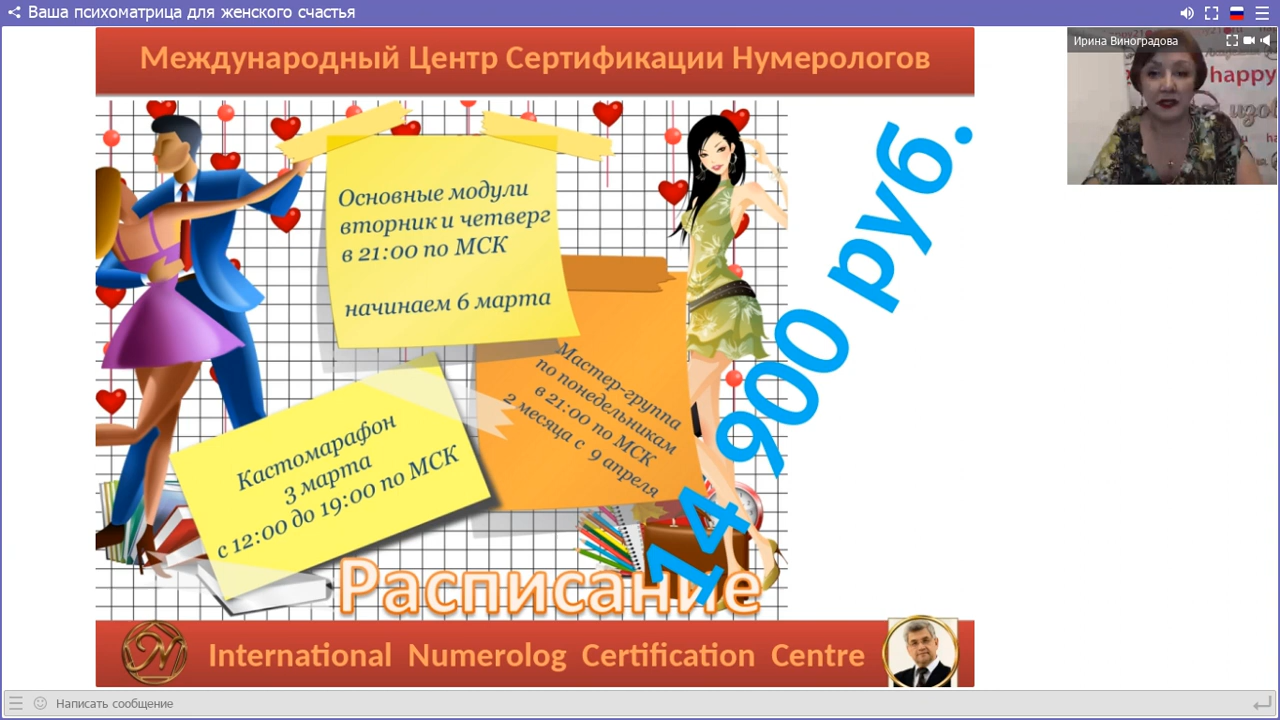 Ваша психоматрица для женского счастья
Международный Центр Сертификации Нумерологов
Ирина Виноградова
happy
изов
Основные модули
вторник и четверг
в 21:00 по МСК
начинаем 6 марта
Мастер-группа
по понедельникам
в 21:00 по МСК
2 месяца с 9 апреля
Кастомарафон
3 марта
с 12:00 до 19:00 по МСК
14 900 руб.
Расписание
International Numerolog Certification Centre
Написать сообщение